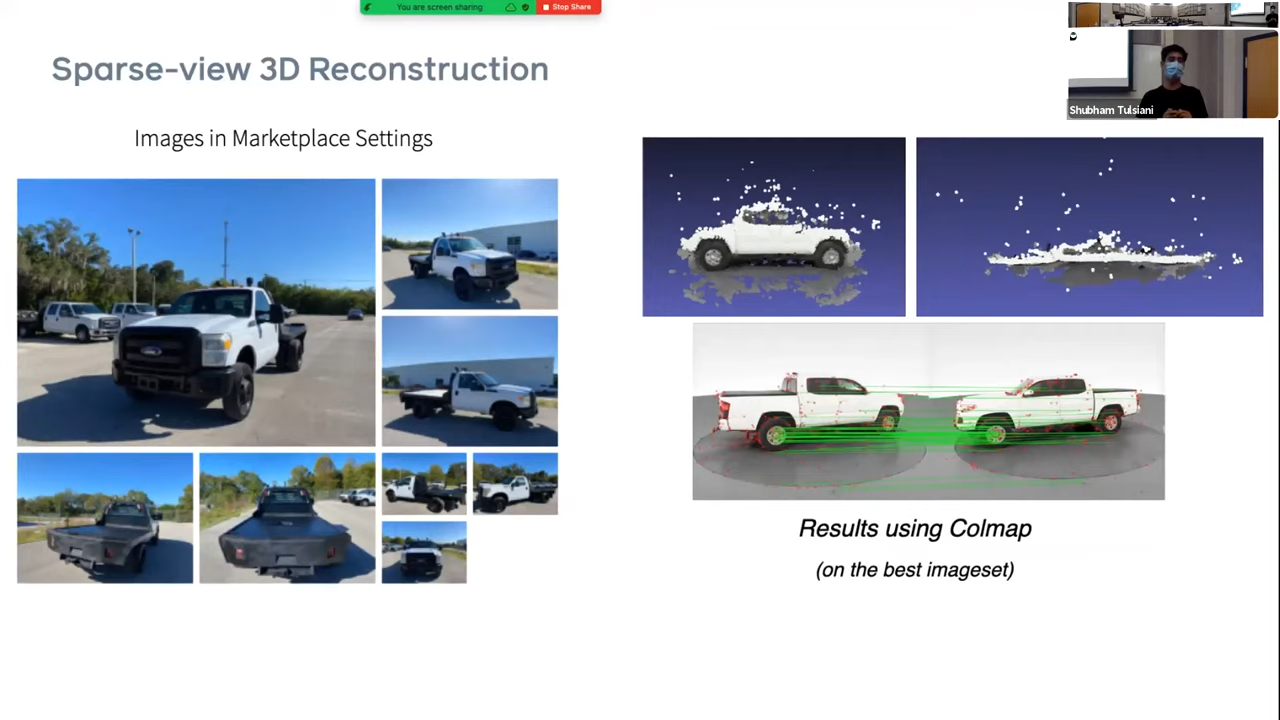 You are screen sharing
Stop Share
Sparse-view 3D Reconstruction
Images in Marketplace Settings
Shubham Tulsiani
Results using Colmap
(on the best imageset)